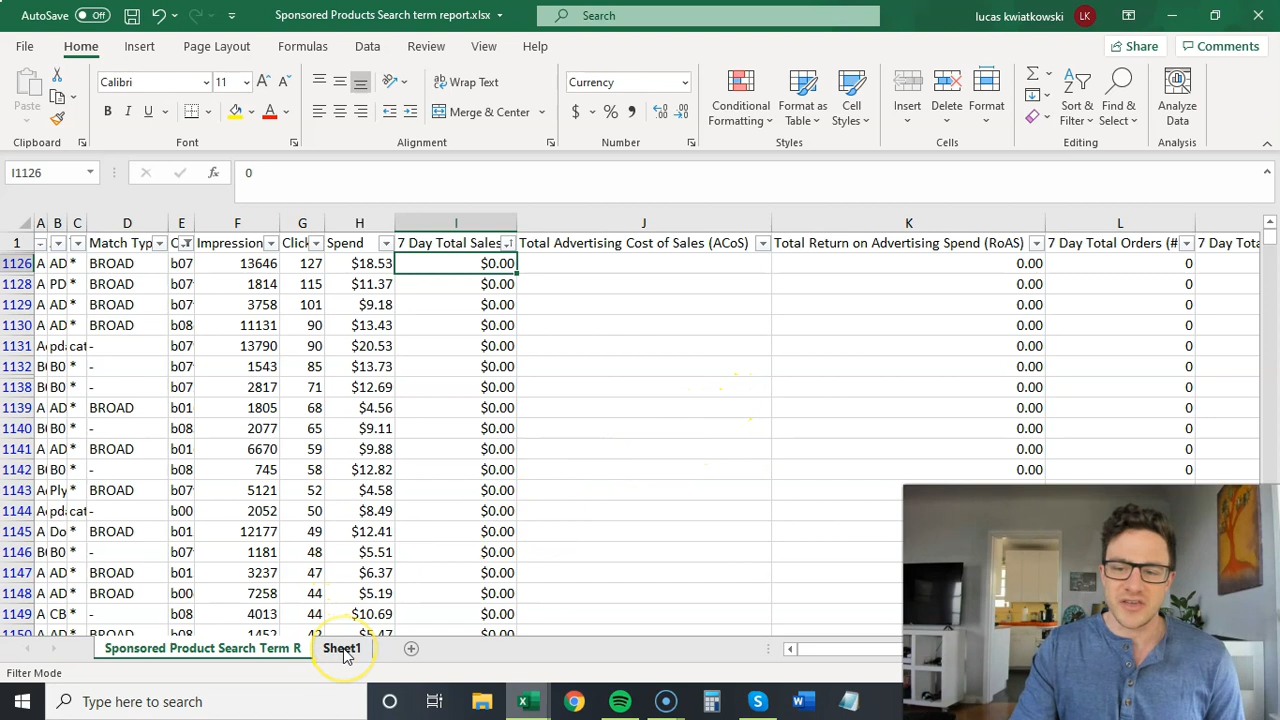 AutoSave Off Sponsored Products Search term report.xlsx Search lucas kwiatkowski LK
File Home Insert Page Layout Formulas Data Review View Help Share Comments
Paste Calibri 11 Wrap Text Currency Conditional Formatting Format as Table Cell Styles Insert Delete Format Sort & Filter Find & Select Analyze Data
B I U A Merge & Center $ % ,
Clipboard Font Alignment Number Styles Cells Editing Analysis
I1126 fx 0
A B C D E F G H I J K L
1 Match Typ Impression Click Spend 7 Day Total Sales Total Advertising Cost of Sales (ACoS) Total Return on Advertising Spend (RoAS) 7 Day Total Orders (# 7 Day Tota
1126 A AD * BROAD b07 13646 127 $18.53 $0.00 0.00 0
1128 A PD * BROAD b07 1814 115 $11.37 $0.00 0.00 0
1129 A AD * BROAD b07 3758 101 $9.18 $0.00 0.00 0
1130 A AD * BROAD b08 11131 90 $13.43 $0.00 0.00 0
1131 Ac pda cat - b07 13790 90 $20.53 $0.00 0.00 0
1132 B0 * - b07 1543 85 $13.73 $0.00 0.00 0
1138 B0 * - b07 2817 71 $12.69 $0.00 0.00 0
1139 A AD * BROAD b01 1805 68 $4.56 $0.00 0.00 0
1140 B0 * - b08 2077 65 $9.11 $0.00 0.00 0
1141 A AD * BROAD b01 6670 59 $9.88 $0.00 0.00 0
1142 B0 * - b08 745 58 $12.82 $0.00 0.00 0
1143 Ply * BROAD b07 5121 52 $4.58 $0.00
1144 pda cat - b00 2052 50 $8.49 $0.00
1145 A Do * BROAD b01 12177 49 $12.41 $0.00
1146 B0 * - b07 1181 48 $5.51 $0.00
1147 A AD * BROAD b01 3237 47 $6.37 $0.00
1148 A AD * BROAD b00 7258 44 $5.19 $0.00
1149 A CB * - b08 4013 44 $10.69 $0.00
1150 A AD * BROAD b08 1452 $5.47 $0.00
Sponsored Product Search Term R Sheet1
Filter Mode
Type here to search